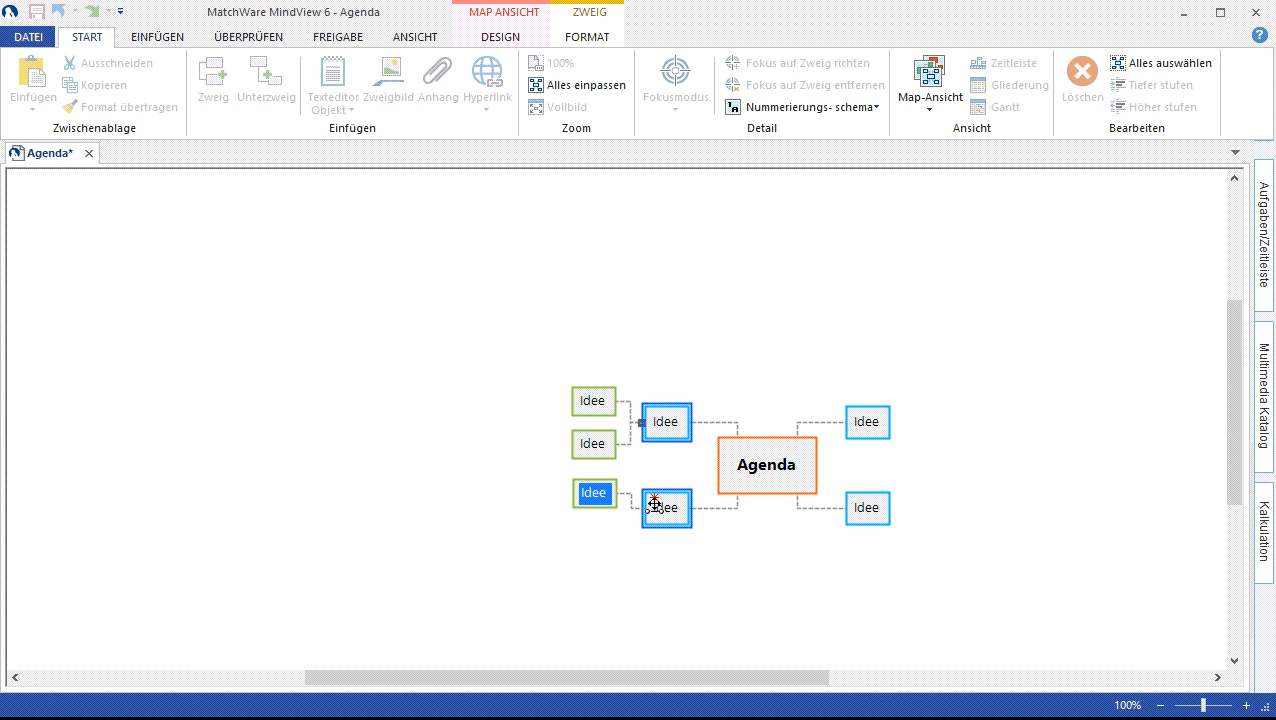 MatchWare MindView 6 - Agenda
MAP ANSICHT
ZWEIG
DATEI
START
EINFÜGEN
ÜBERPRÜFEN
FREIGABE
ANSICHT
DESIGN
FORMAT
Einfügen
Ausschneiden
Kopieren
Format übertragen
Zwischenablage
Zweig
Unterzweig
Texteditor
Objekt
Zweigbild
Anhang
Hyperlink
Einfügen
100%
Alles einpassen
Vollbild
Zoom
Fokusmodus
Fokus auf Zweig richten
Fokus auf Zweig entfernen
Nummerierungs- schema
Detail
Map-Ansicht
Zeitleiste
Gliederung
Gantt
Ansicht
Löschen
Alles auswählen
Tiefer stufen
Höher stufen
Bearbeiten
Agenda*
Aufgaben/Zeitleiste
Multimedia Katalog
Kalkulation
Idee
Idee
Idee
Idee
Idee
Agenda
Idee
Idee
100%